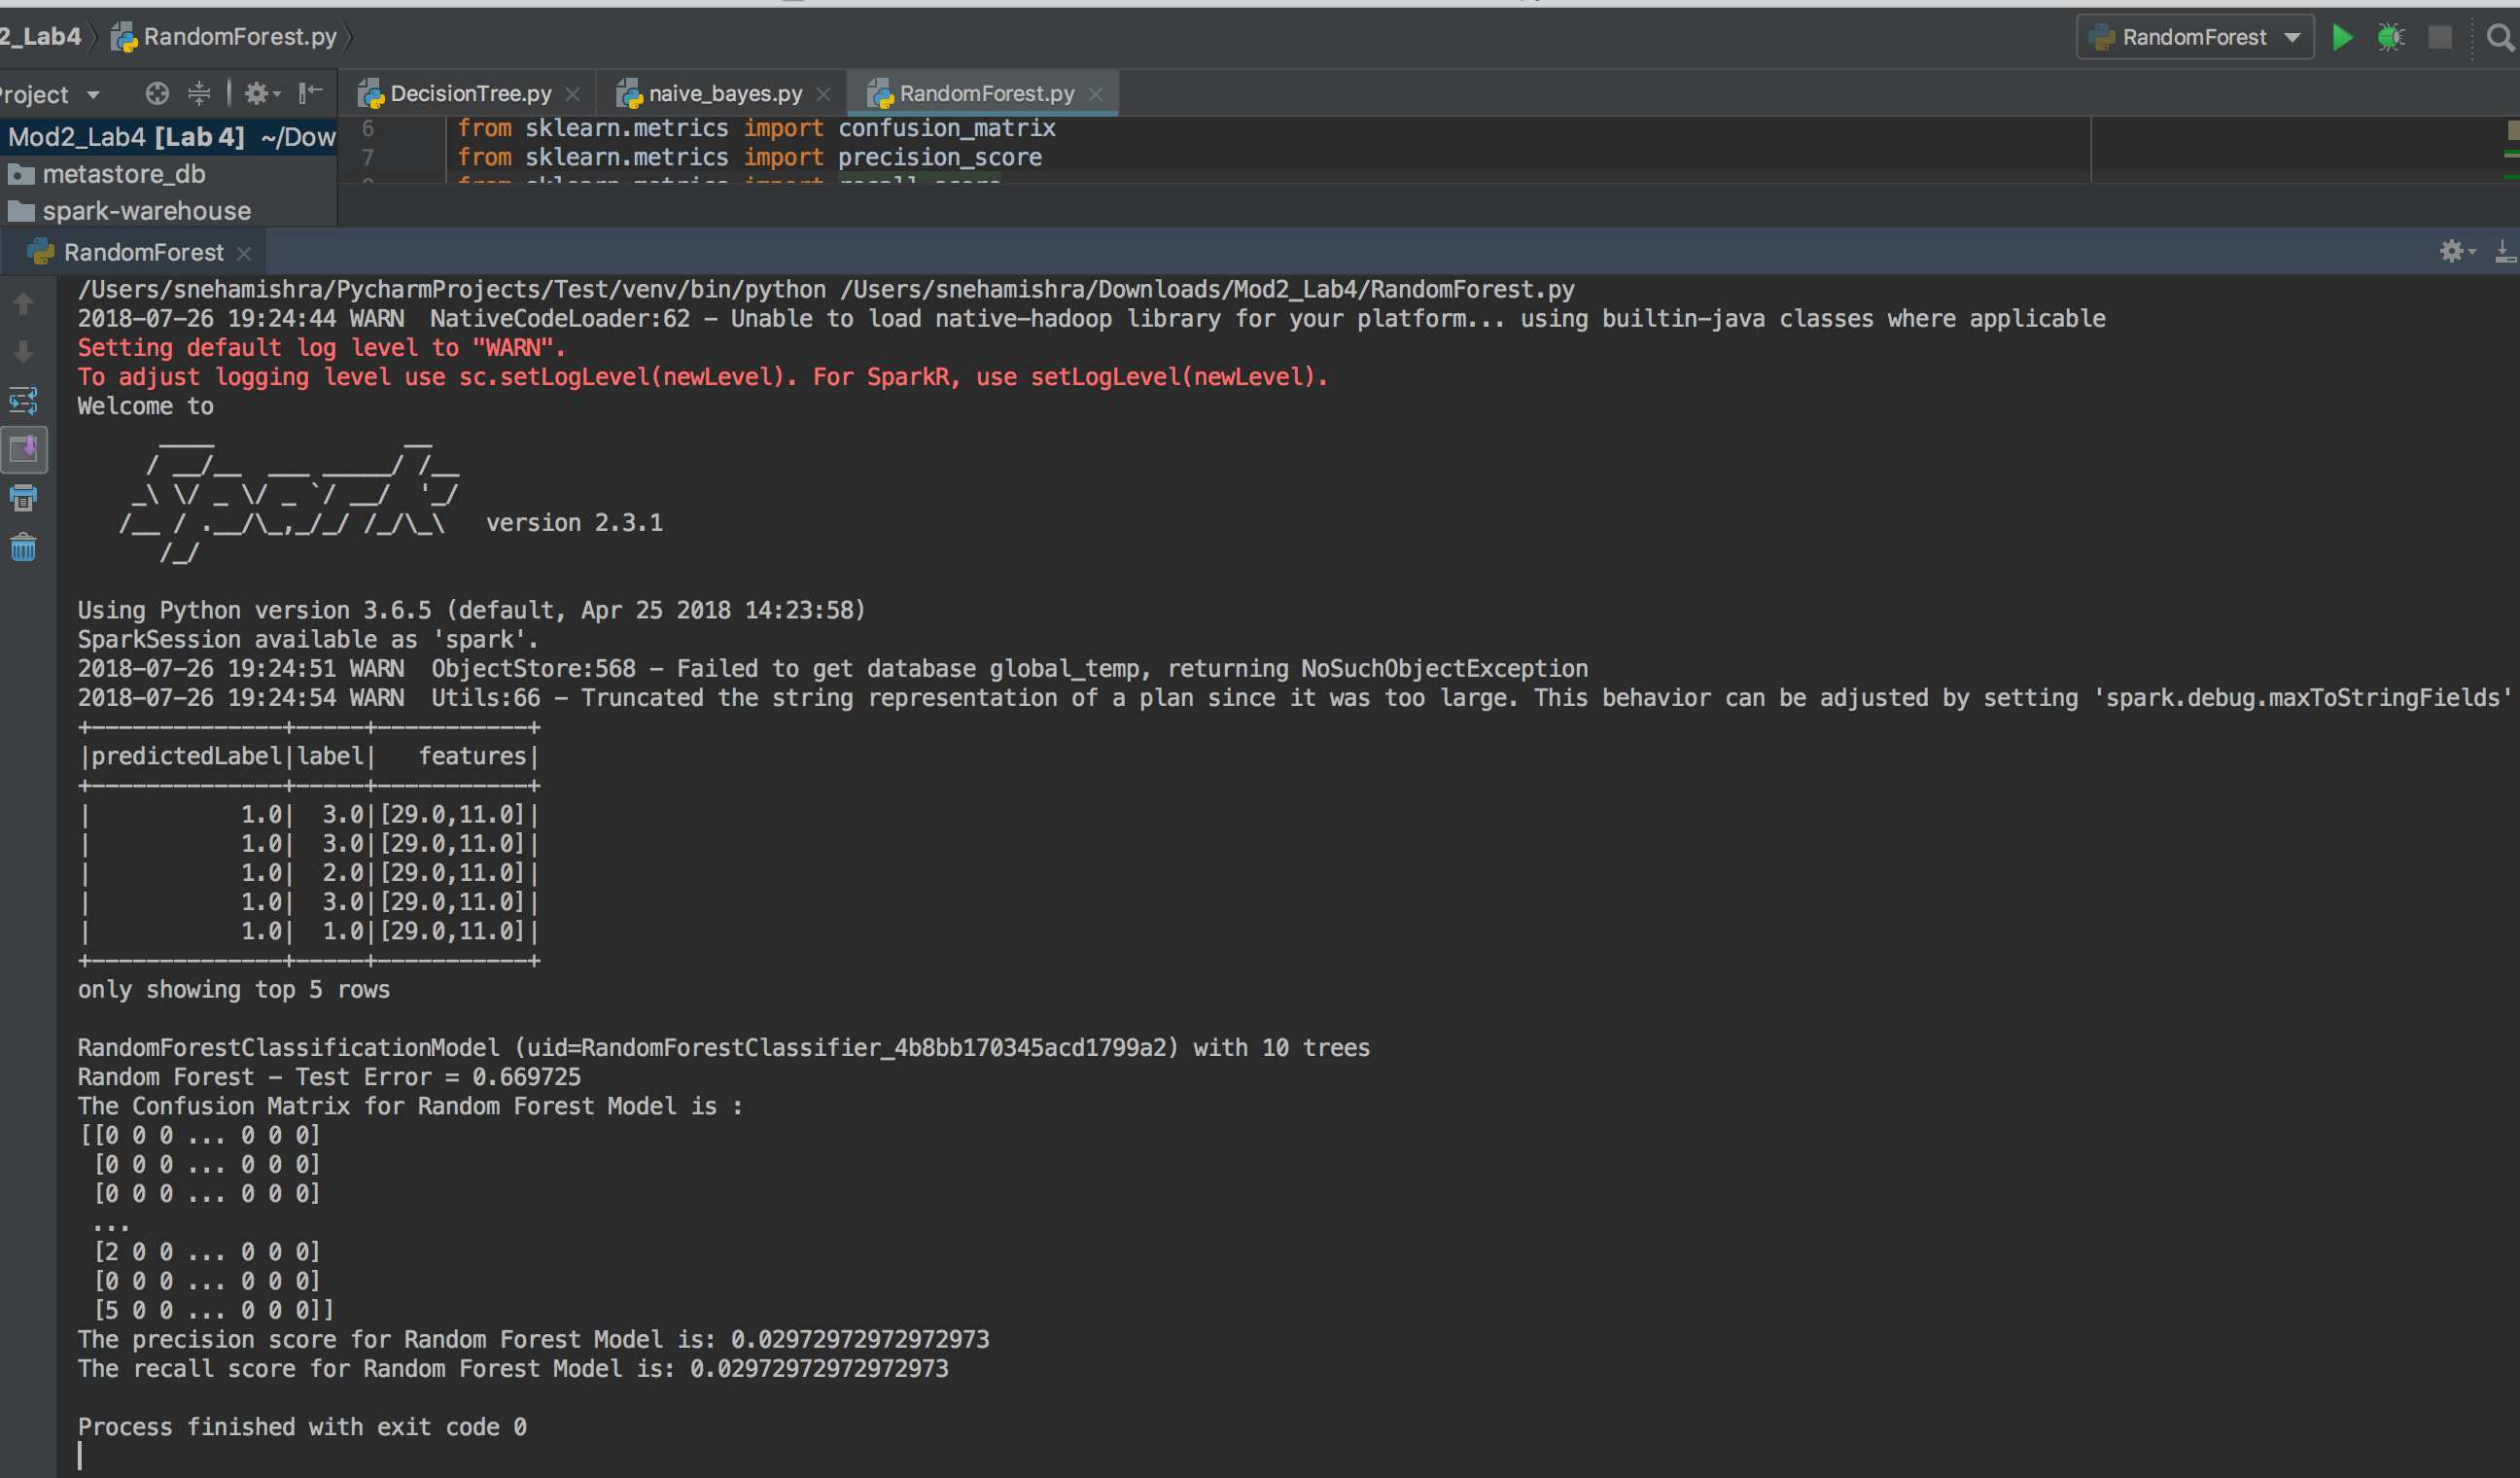 2_Lab4 RandomForest.py RandomForest
Project DecisionTree.py naive_bayes.py RandomForest.py
Mod2_Lab4 [Lab 4] ~/Dow
metastore_db
spark-warehouse
6 from sklearn.metrics import confusion_matrix
7 from sklearn.metrics import precision_score
8 from sklearn.metrics import recall_score
RandomForest
/Users/snehamishra/PycharmProjects/Test/venv/bin/python /Users/snehamishra/Downloads/Mod2_Lab4/RandomForest.py
2018-07-26 19:24:44 WARN  NativeCodeLoader:62 - Unable to load native-hadoop library for your platform... using builtin-java classes where applicable
Setting default log level to "WARN".
To adjust logging level use sc.setLogLevel(newLevel). For SparkR, use setLogLevel(newLevel).
Welcome to
      ____              __
     / __/__  ___ _____/ /__
    _\ \/ _ \/ _ `/ __/  '_/
   /__ / .__/\_,_/_/ /_/\_\   version 2.3.1
      /_/
Using Python version 3.6.5 (default, Apr 25 2018 14:23:58)
SparkSession available as 'spark'.
2018-07-26 19:24:51 WARN  ObjectStore:568 - Failed to get database global_temp, returning NoSuchObjectException
2018-07-26 19:24:54 WARN  Utils:66 - Truncated the string representation of a plan since it was too large. This behavior can be adjusted by setting 'spark.debug.maxToStringFields'
+--------------+-----+-----------+
|predictedLabel|label|   features|
+--------------+-----+-----------+
|           1.0|  3.0|[29.0,11.0]|
|           1.0|  3.0|[29.0,11.0]|
|           1.0|  2.0|[29.0,11.0]|
|           1.0|  3.0|[29.0,11.0]|
|           1.0|  1.0|[29.0,11.0]|
+--------------+-----+-----------+
only showing top 5 rows
RandomForestClassificationModel (uid=RandomForestClassifier_4b8bb170345acd1799a2) with 10 trees
Random Forest - Test Error = 0.669725
The Confusion Matrix for Random Forest Model is :
[[0 0 0 ... 0 0 0]
 [0 0 0 ... 0 0 0]
 [0 0 0 ... 0 0 0]
 ...
 [2 0 0 ... 0 0 0]
 [0 0 0 ... 0 0 0]
 [5 0 0 ... 0 0 0]]
The precision score for Random Forest Model is: 0.02972972972972973
The recall score for Random Forest Model is: 0.02972972972972973
Process finished with exit code 0